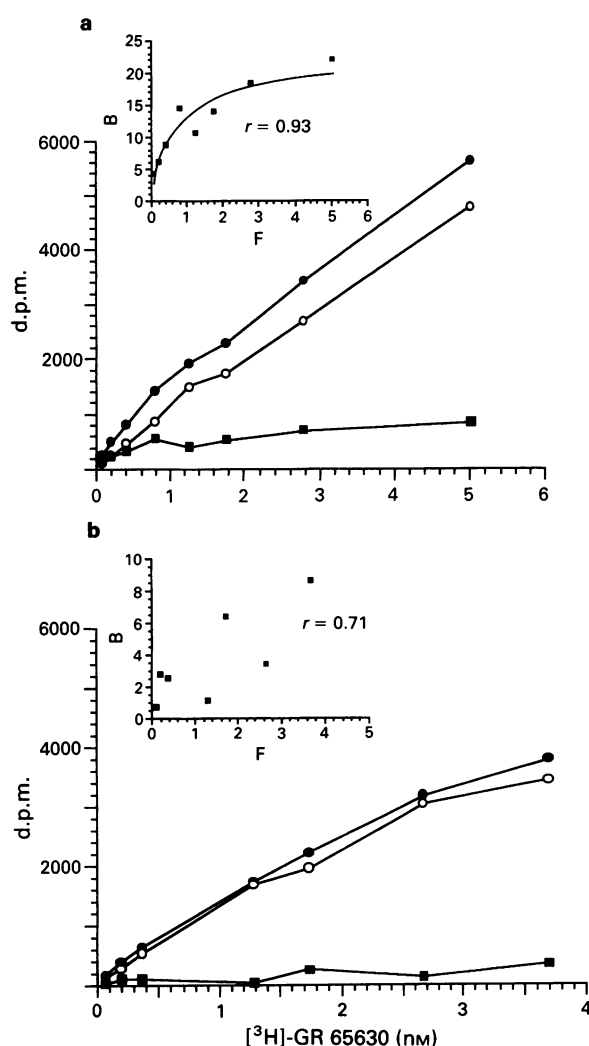 a
25
20
15
10
5
0
B
r = 0.93
0 1 2 3 4 5 6
F
6000
4000
2000
d.p.m.
0 1 2 3 4 5 6
b
10
8
6
4
2
0
B
r = 0.71
0 1 2 3 4 5
F
6000
4000
2000
d.p.m.
0 1 2 3 4
[³H]-GR 65630 (nM)